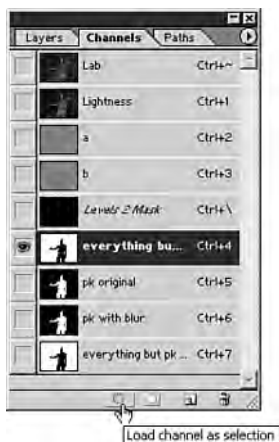 Layers Channels Paths
Lab Ctrl+~
Lightness Ctrl+1
a Ctrl+2
b Ctrl+3
Levels 2 Mask Ctrl+\
everything bu... Ctrl+4
pk original Ctrl+5
pk with blur Ctrl+6
everything but pk ... Ctrl+7
Load channel as selection